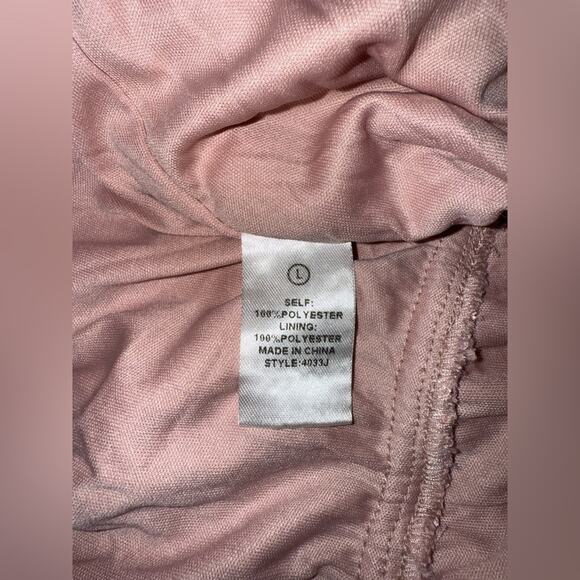 L
SELF:
100%POLYESTER
LINING:
100%POLYESTER
MADE IN CHINA
STYLE:4033J